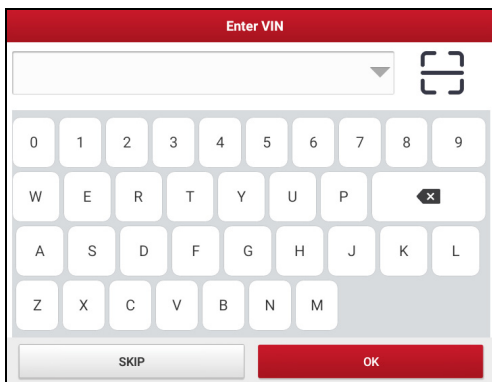 Enter VIN
0 1 2 3 4 5 6 7 8 9
W E R T Y U P
A S D F G H J K L
Z X C V B N M
SKIP OK